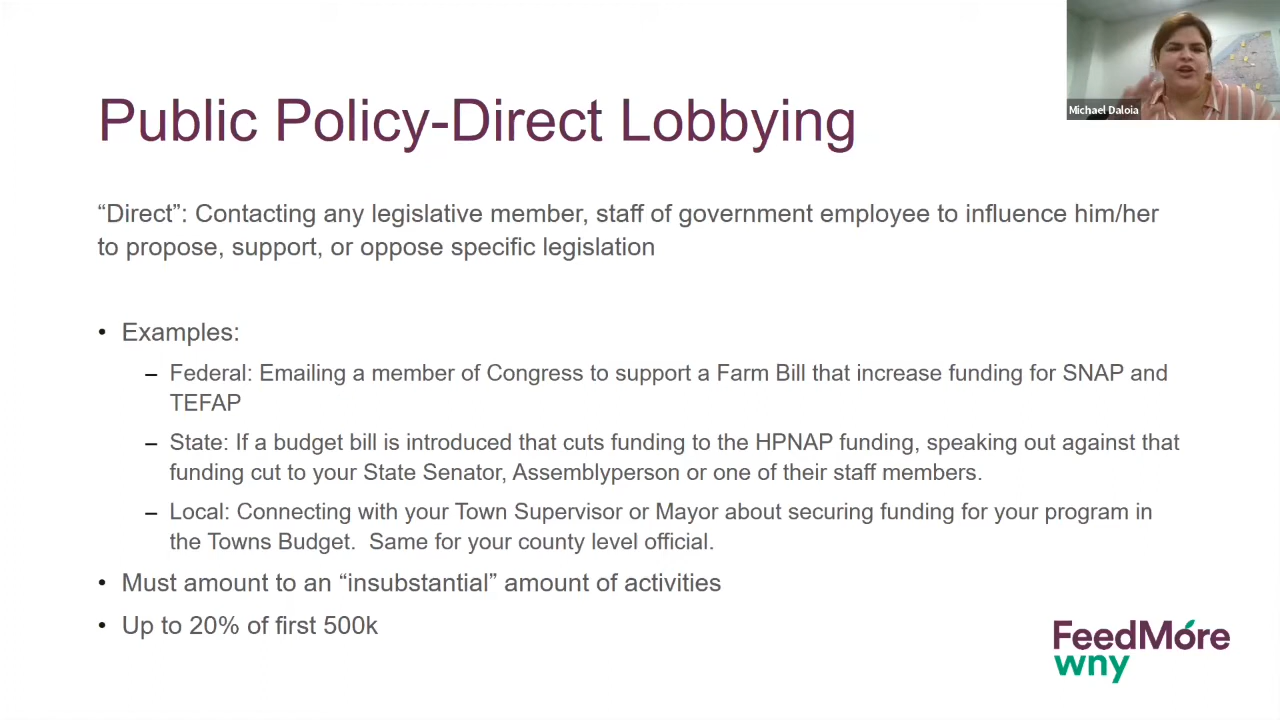 Michael Daloia
Public Policy-Direct Lobbying
“Direct”: Contacting any legislative member, staff of government employee to influence him/her
to propose, support, or oppose specific legislation
• Examples:
– Federal: Emailing a member of Congress to support a Farm Bill that increase funding for SNAP and
TEFAP
– State: If a budget bill is introduced that cuts funding to the HPNAP funding, speaking out against that
funding cut to your State Senator, Assemblyperson or one of their staff members.
– Local: Connecting with your Town Supervisor or Mayor about securing funding for your program in
the Towns Budget.  Same for your county level official.
• Must amount to an “insubstantial” amount of activities
• Up to 20% of first 500k
FeedMore
wny